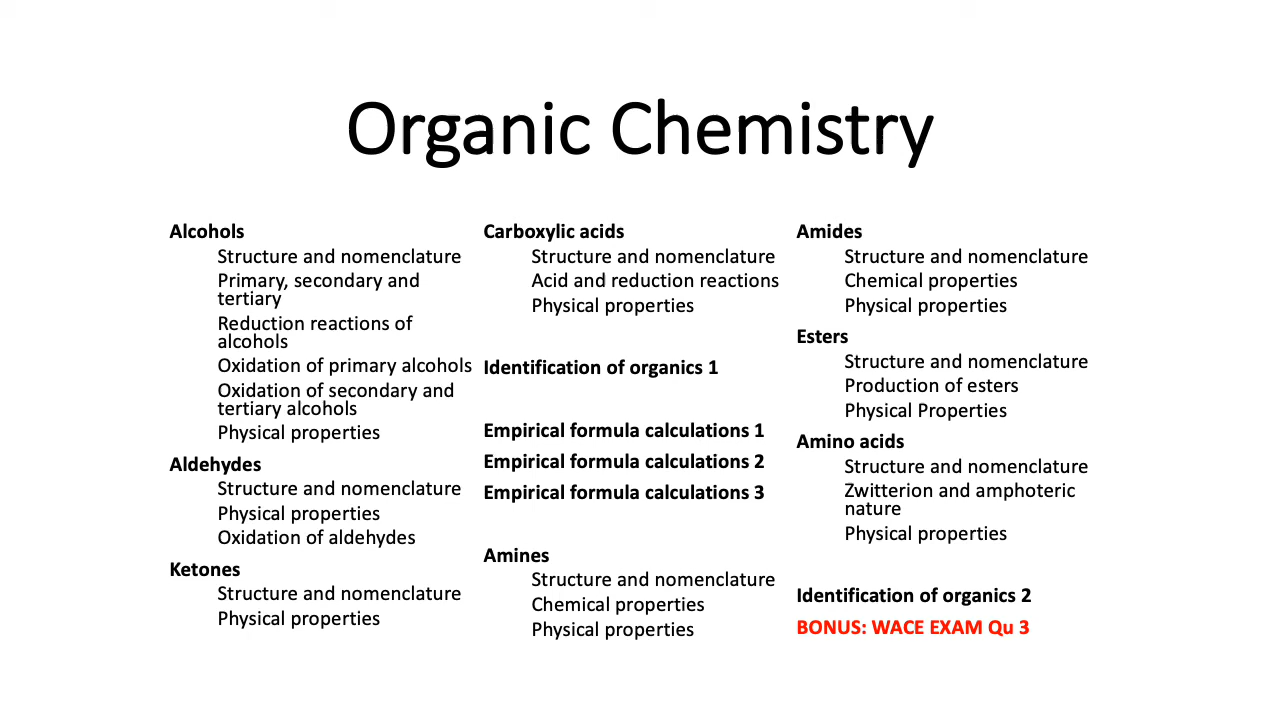 Organic Chemistry
Alcohols
Structure and nomenclature
Primary, secondary and
tertiary
Reduction reactions of
alcohols
Oxidation of primary alcohols
Oxidation of secondary and
tertiary alcohols
Physical properties
Aldehydes
Structure and nomenclature
Physical properties
Oxidation of aldehydes
Ketones
Structure and nomenclature
Physical properties
Carboxylic acids
Structure and nomenclature
Acid and reduction reactions
Physical properties
Identification of organics 1
Empirical formula calculations 1
Empirical formula calculations 2
Empirical formula calculations 3
Amines
Structure and nomenclature
Chemical properties
Physical properties
Amides
Structure and nomenclature
Chemical properties
Physical properties
Esters
Structure and nomenclature
Production of esters
Physical Properties
Amino acids
Structure and nomenclature
Zwitterion and amphoteric
nature
Physical properties
Identification of organics 2
BONUS: WACE EXAM Qu 3